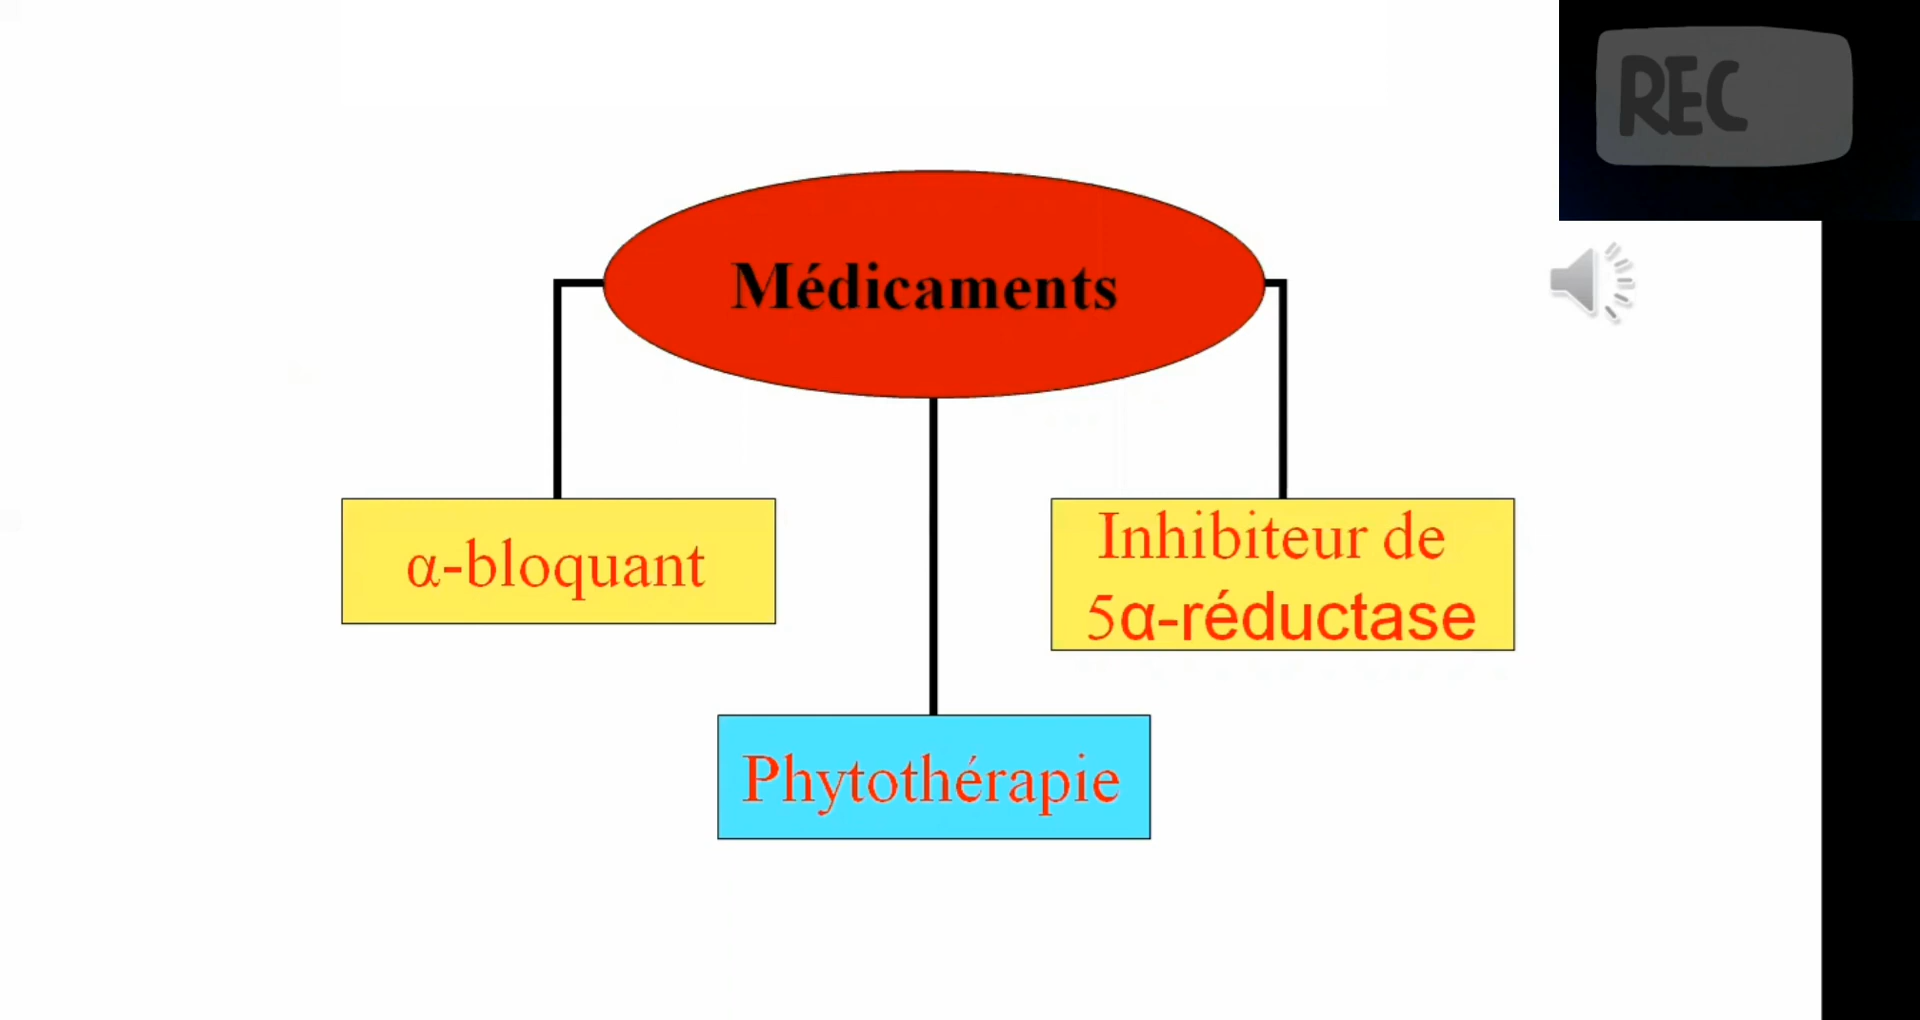 REC
Médicaments
α-bloquant
Inhibiteur de
5α-réductase
Phytothérapie